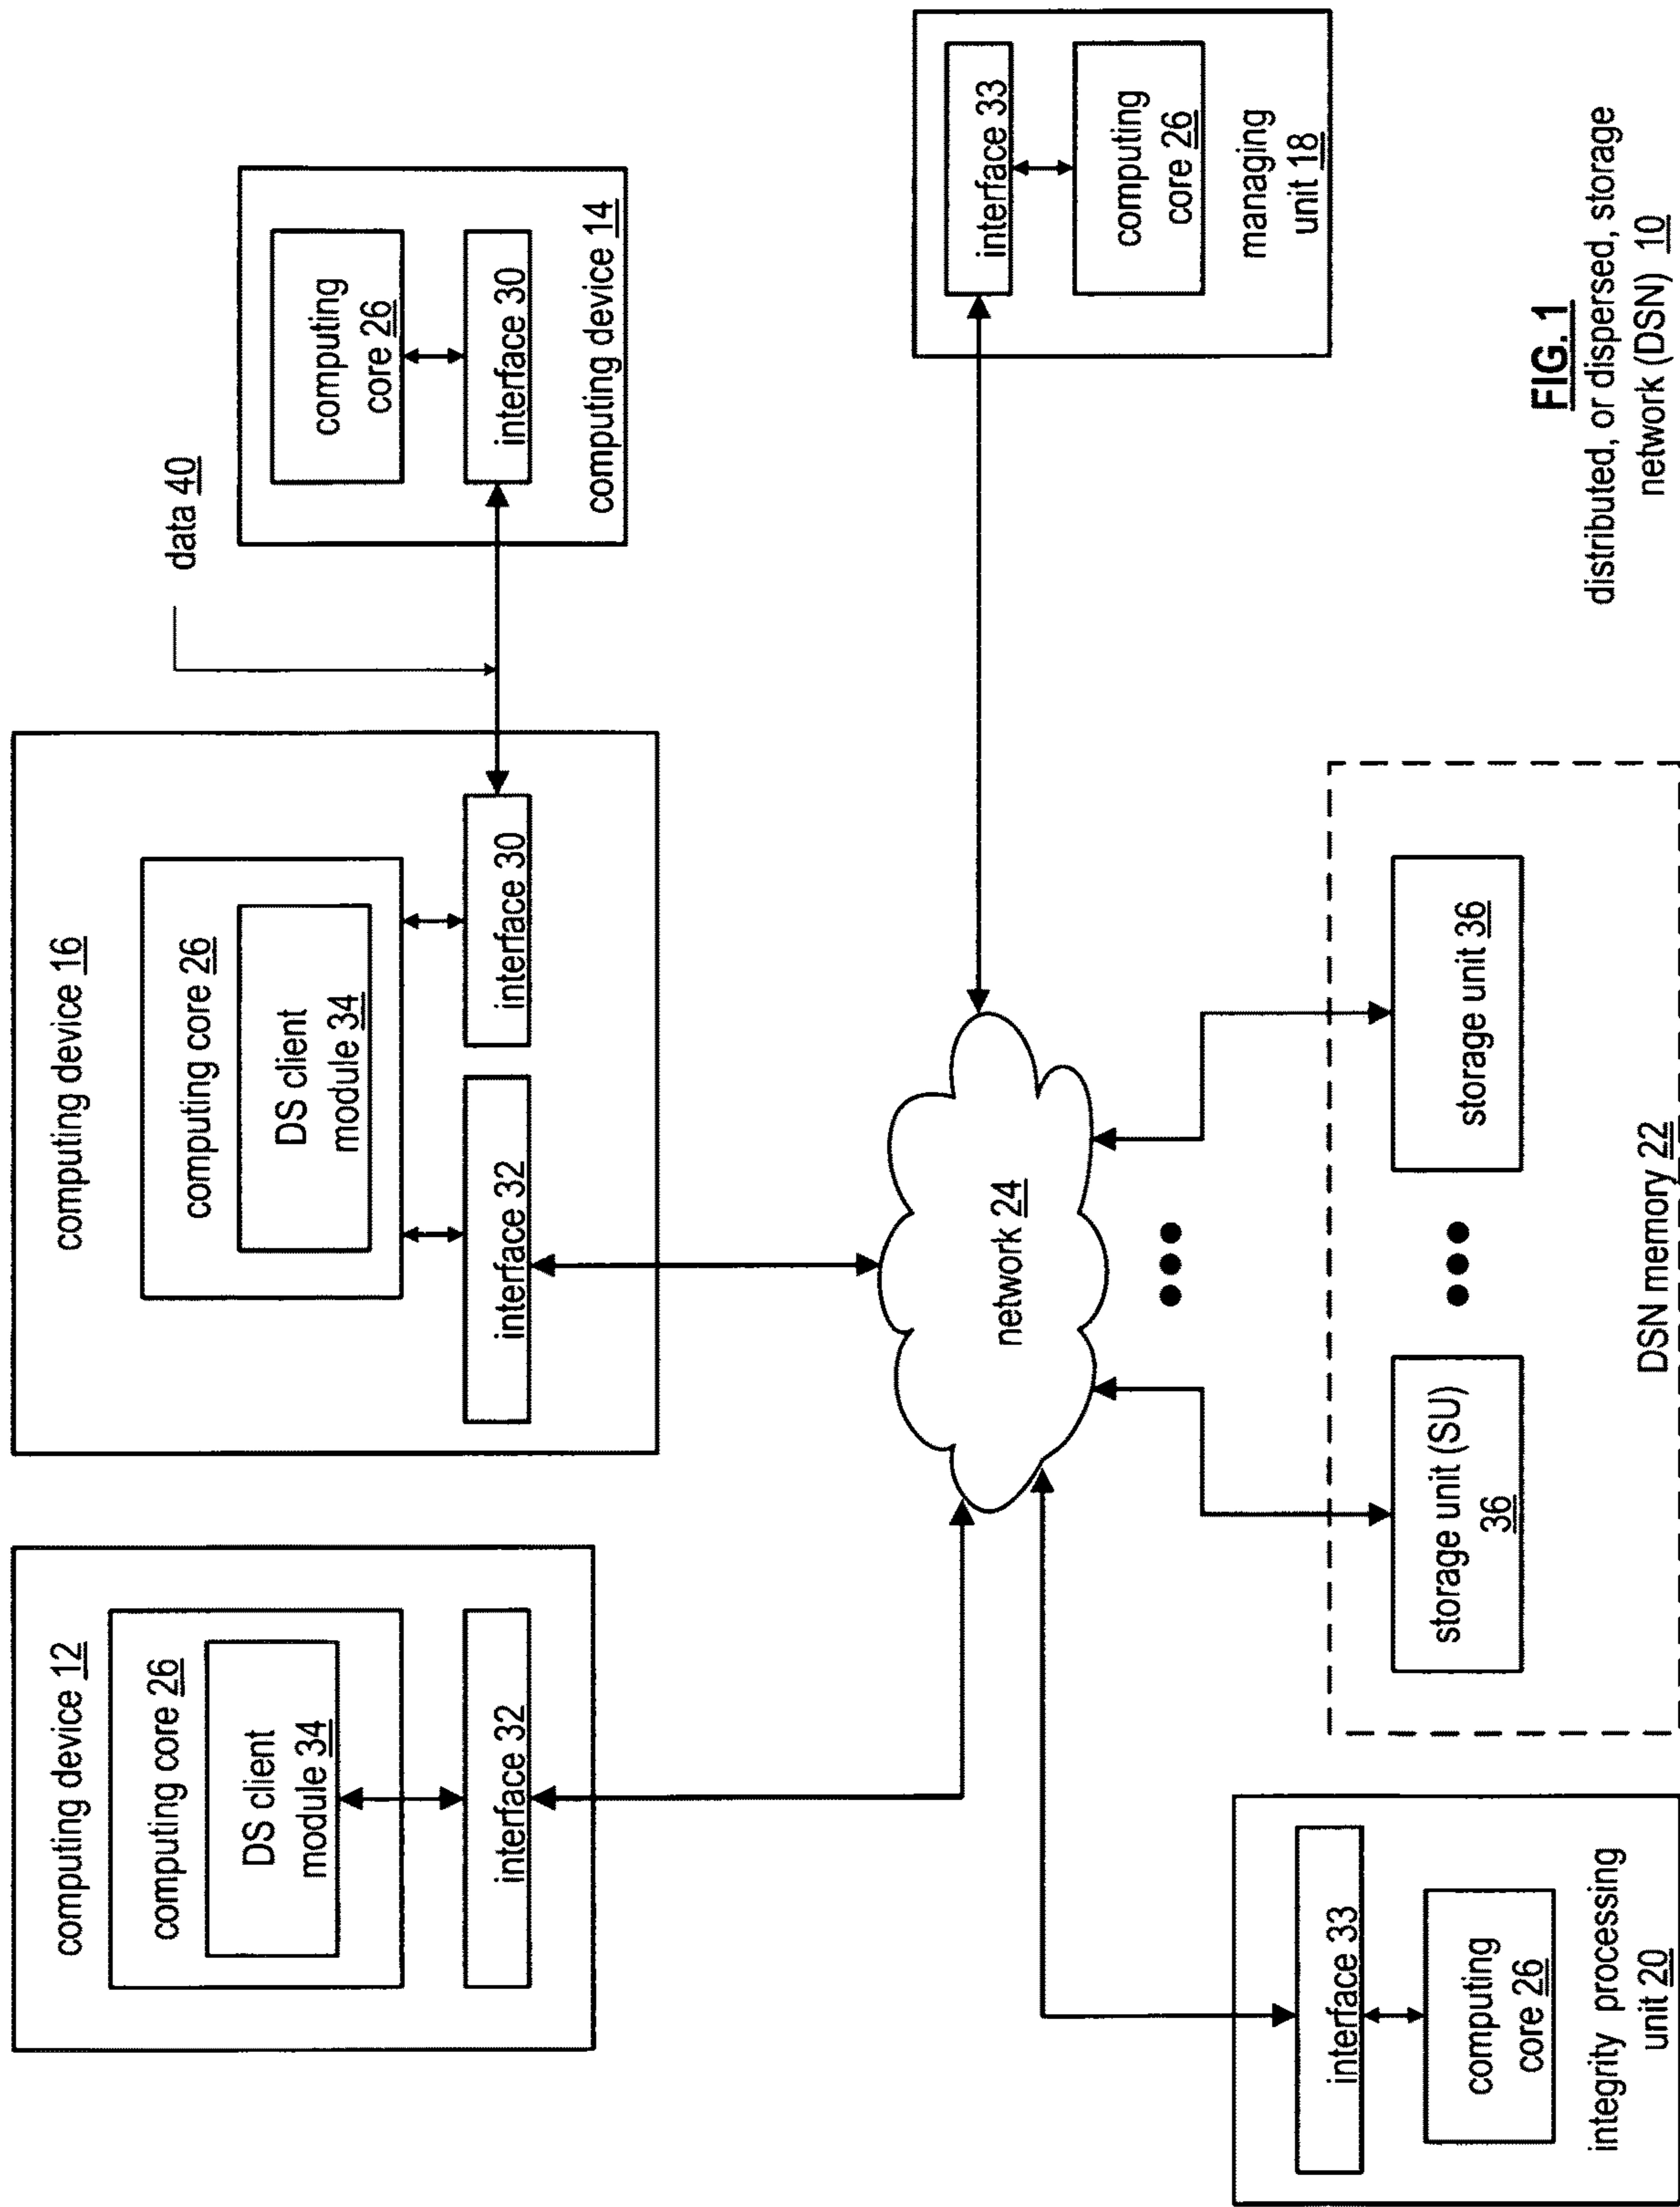 computing device 12
computing core 26
DS client
module 34
interface 32
computing device 16
computing core 26
DS client
module 34
interface 32
interface 30
data 40
computing
core 26
interface 30
computing device 14
network 24
interface 33
computing
core 26
managing
unit 18
interface 33
computing
core 26
integrity processing
unit 20
storage unit (SU)
36
storage unit 36
DSN memory 22
FIG. 1
distributed, or dispersed, storage
network (DSN) 10